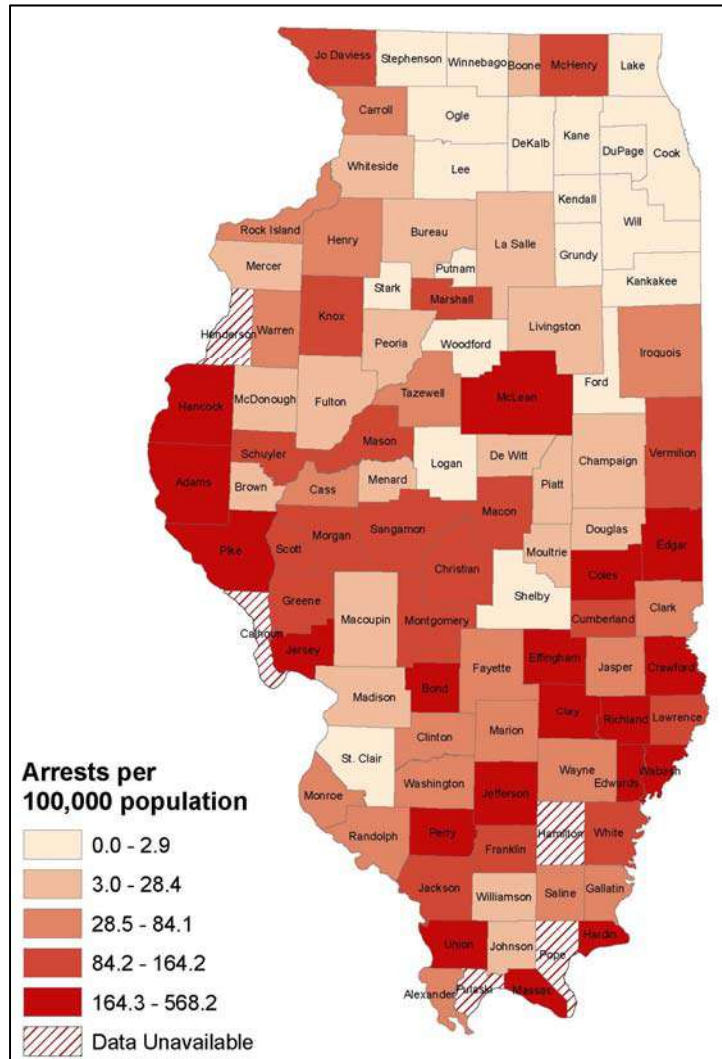 Jo Daviess
Stephenson
Winnebago
Boone
McHenry
Lake
Carroll
Ogle
DeKalb
Kane
Cook
DuPage
Whiteside
Lee
Kendall
Will
Rock Island
Henry
Bureau
La Salle
Grundy
Mercer
Putnam
Kankakee
Stark
Marshall
Henderson
Warren
Knox
Peoria
Livingston
Woodford
Iroquois
Ford
Tazewell
McLean
Hancock
McDonough
Fulton
Mason
Vermilion
Schuyler
Logan
De Witt
Champaign
Adams
Brown
Cass
Menard
Piatt
Macon
Douglas
Sangamon
Morgan
Edgar
Pike
Scott
Moultrie
Coles
Christian
Shelby
Greene
Macoupin
Montgomery
Cumberland
Clark
Calhoun
Jersey
Fayette
Effingham
Jasper
Crawford
Bond
Madison
Clay
Richland
Lawrence
Clinton
Marion
St. Clair
Wayne
Edwards
Wabash
Washington
Jefferson
Monroe
Randolph
Perry
Hamilton
White
Franklin
Jackson
Williamson
Saline
Gallatin
Union
Johnson
Pope
Hardin
Alexander
Pulaski
Massac
Arrests per
100,000 population
0.0 - 2.9
3.0 - 28.4
28.5 - 84.1
84.2 - 164.2
164.3 - 568.2
Data Unavailable